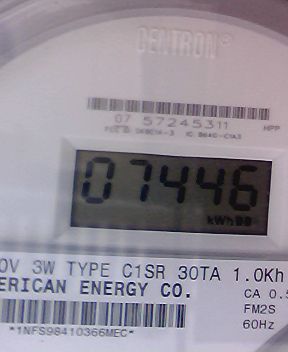 CENTRON®
07 57245311
HPP
07446
kWh
0V 3W TYPE C1SR 30TA 1.0Kh
ERICAN ENERGY CO.
CA 0.5
FM2S
60Hz
*1NFS98410366MEC*